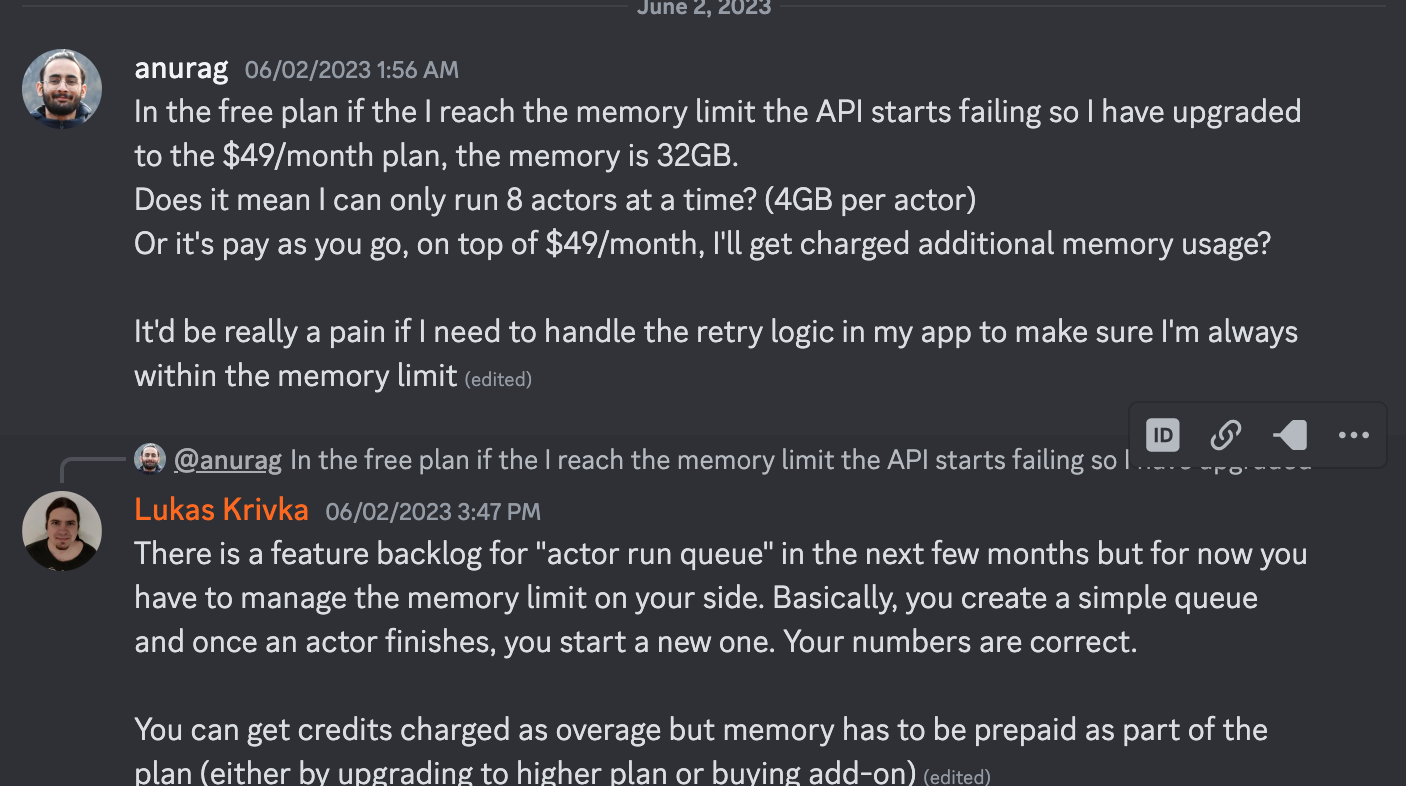 June 2, 2023
anurag 06/02/2023 1:56 AM
In the free plan if the I reach the memory limit the API starts failing so I have upgraded
to the $49/month plan, the memory is 32GB.
Does it mean I can only run 8 actors at a time? (4GB per actor)
Or it's pay as you go, on top of $49/month, I'll get charged additional memory usage?
It'd be really a pain if I need to handle the retry logic in my app to make sure I'm always
within the memory limit (edited)
ID
@anurag In the free plan if the I reach the memory limit the API starts failing so I have upgraded
Lukas Krivka 06/02/2023 3:47 PM
There is a feature backlog for "actor run queue" in the next few months but for now you
have to manage the memory limit on your side. Basically, you create a simple queue
and once an actor finishes, you start a new one. Your numbers are correct.
You can get credits charged as overage but memory has to be prepaid as part of the
plan (either by upgrading to higher plan or buying add-on) (edited)